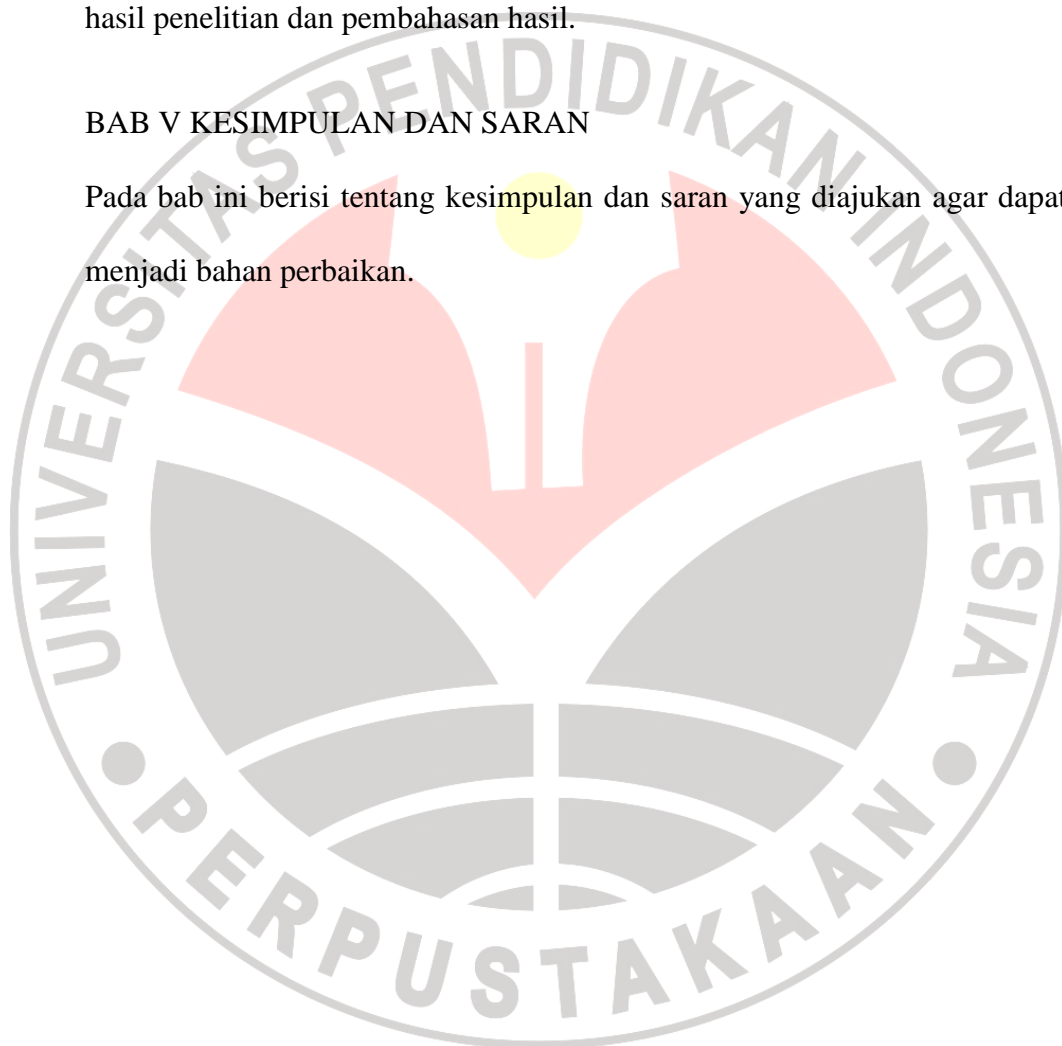 hasil penelitian dan pembahasan hasil.
BAB V KESIMPULAN DAN SARAN
Pada bab ini berisi tentang kesimpulan dan saran yang diajukan agar dapat
menjadi bahan perbaikan.
UNIVERSITAS PENDIDIKAN INDONESIA
PERPUSTAKAAN